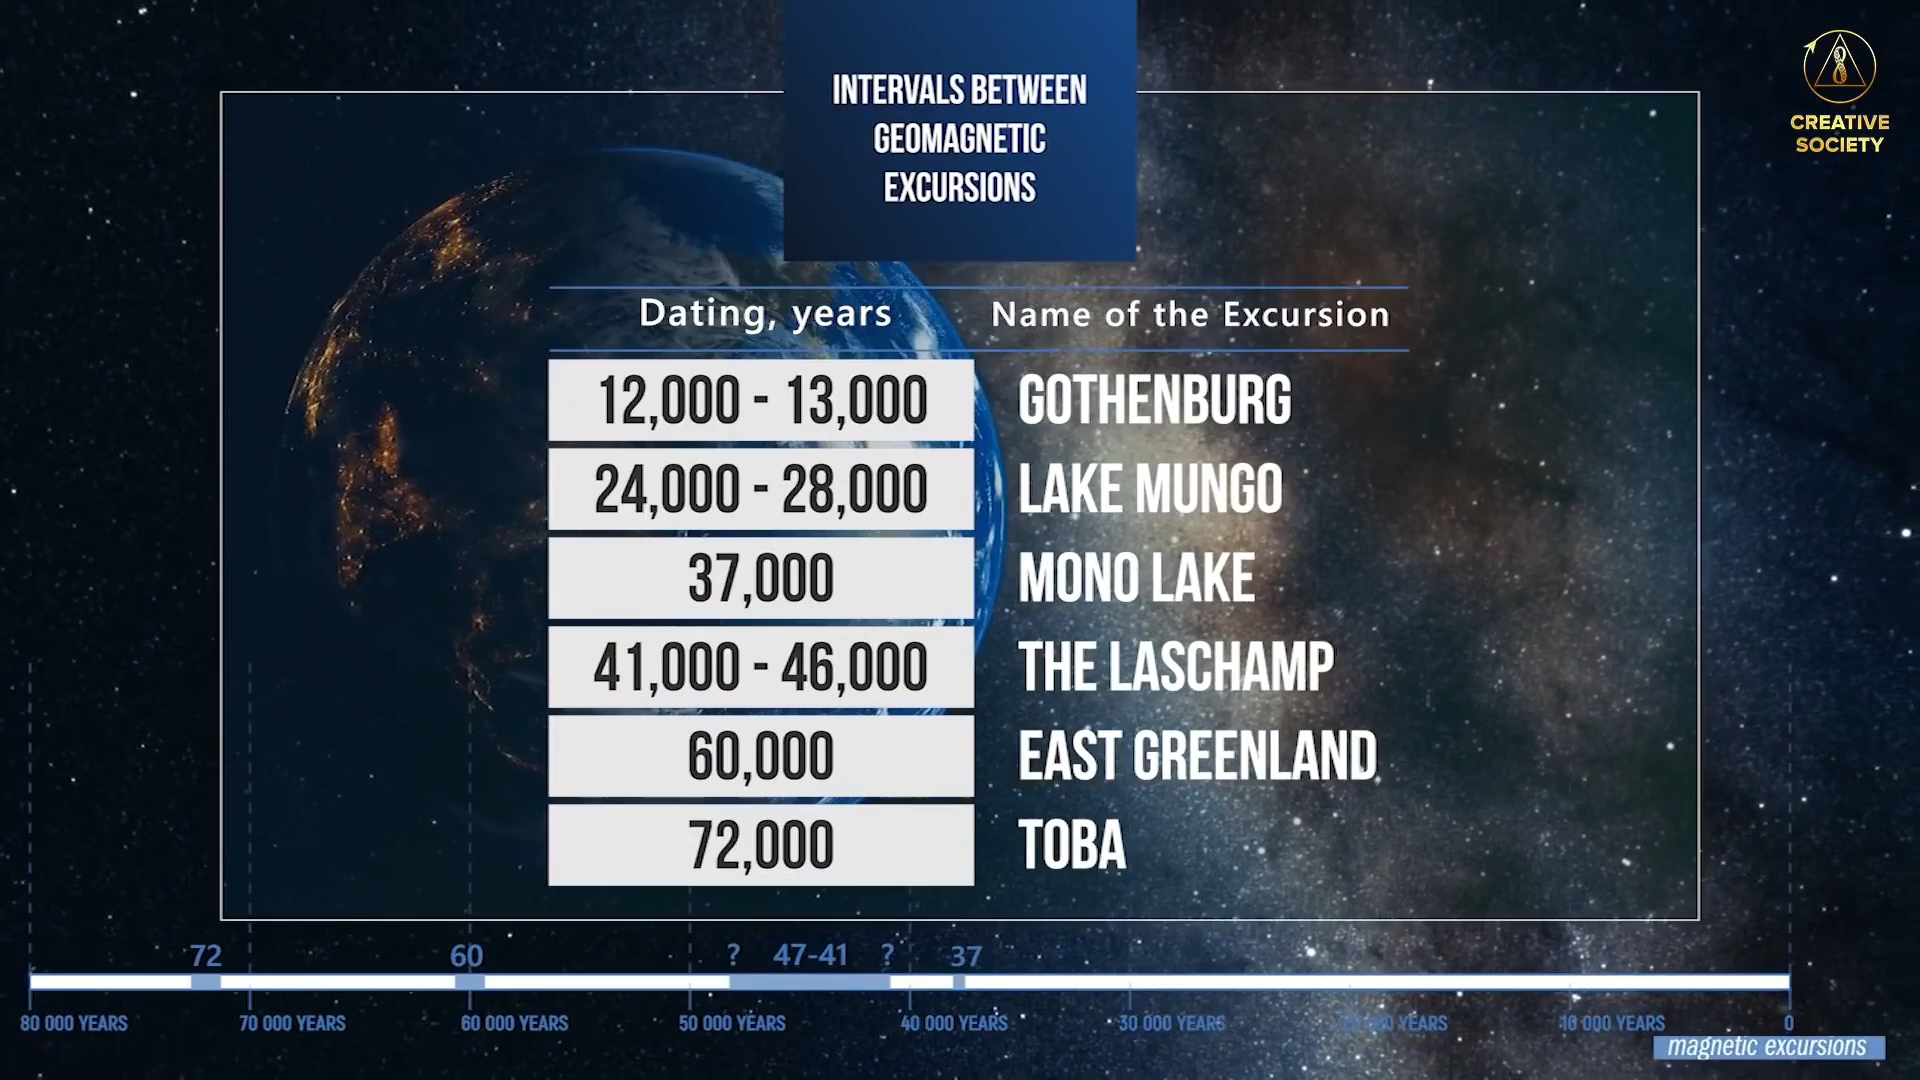 INTERVALS BETWEEN
GEOMAGNETIC
EXCURSIONS
CREATIVE
SOCIETY
Dating, years Name of the Excursion
12,000 - 13,000 GOTHENBURG
24,000 - 28,000 LAKE MUNGO
37,000 MONO LAKE
41,000 - 46,000 THE LASCHAMP
60,000 EAST GREENLAND
72,000 TOBA
72 60 ? 47-41 ? 37
80 000 YEARS 70 000 YEARS 60 000 YEARS 50 000 YEARS 40 000 YEARS 30 000 YEARS 20 000 YEARS 10 000 YEARS 0
magnetic excursions